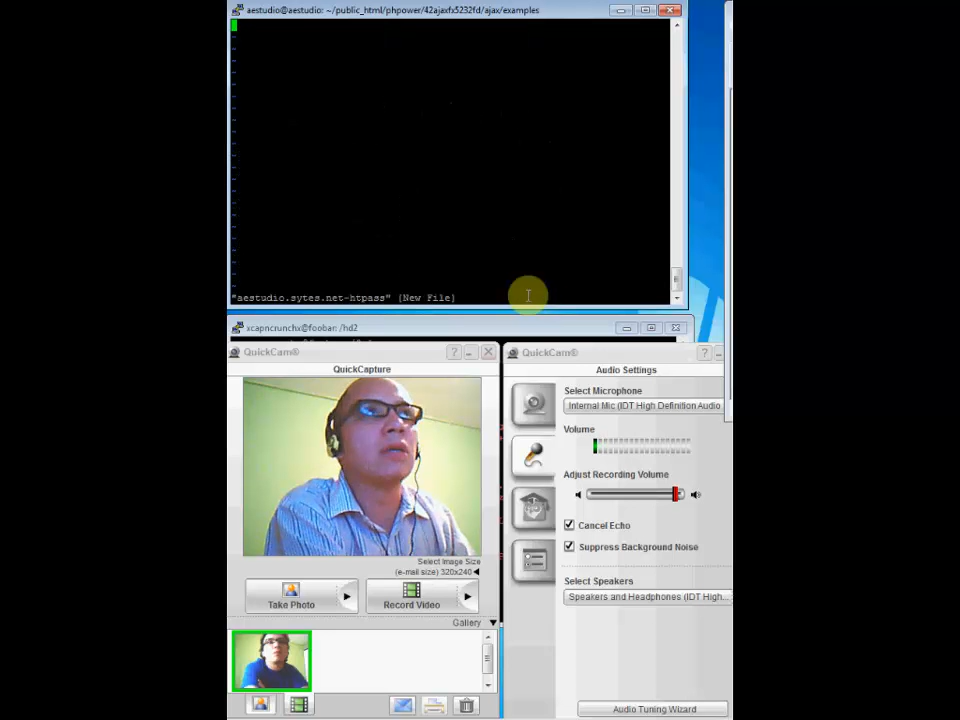 aestudio@aestudio: ~/public_html/phpower/42ajaxfx5232fd/ajax/examples
"aestudio.sytes.net-htpass" [New File]
xcapncrunchx@foobar: /hd2
QuickCam®
QuickCapture
Select Image Size
(e-mail size) 320x240
Take Photo
Record Video
Gallery
QuickCam®
Audio Settings
Select Microphone
Internal Mic (IDT High Definition Audio
Volume
Adjust Recording Volume
Cancel Echo
Suppress Background Noise
Select Speakers
Speakers and Headphones (IDT High...
Audio Tuning Wizard